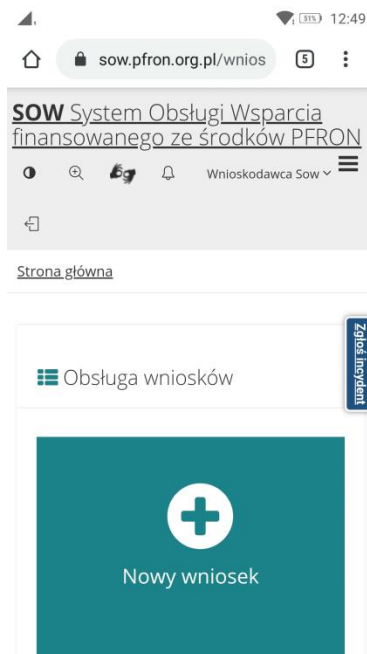 51% 12:49
sow.pfron.org.pl/wnios 5
SOW System Obsługi Wsparcia
finansowanego ze środków PFRON
Wnioskodawca Sow
Strona główna
Zgłoś incydent
Obsługa wniosków
Nowy wniosek